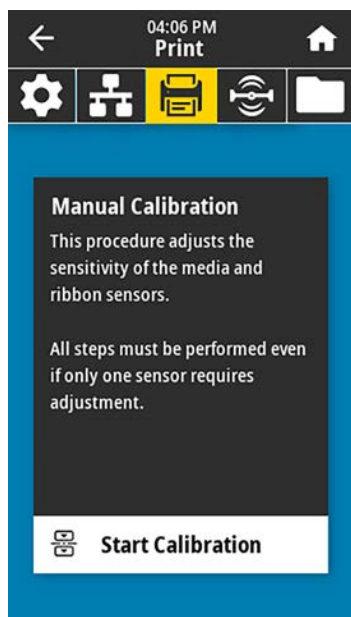 04:06 PM
Print
Manual Calibration
This procedure adjusts the
sensitivity of the media and
ribbon sensors.
All steps must be performed even
if only one sensor requires
adjustment.
Start Calibration